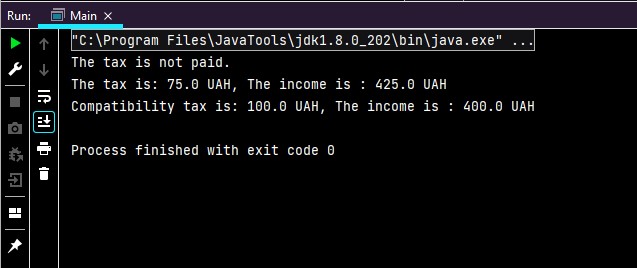 Run: Main ×
"C:\Program Files\JavaTools\jdk1.8.0_202\bin\java.exe" ...
The tax is not paid.
The tax is: 75.0 UAH, The income is : 425.0 UAH
Compatibility tax is: 100.0 UAH, The income is : 400.0 UAH
Process finished with exit code 0